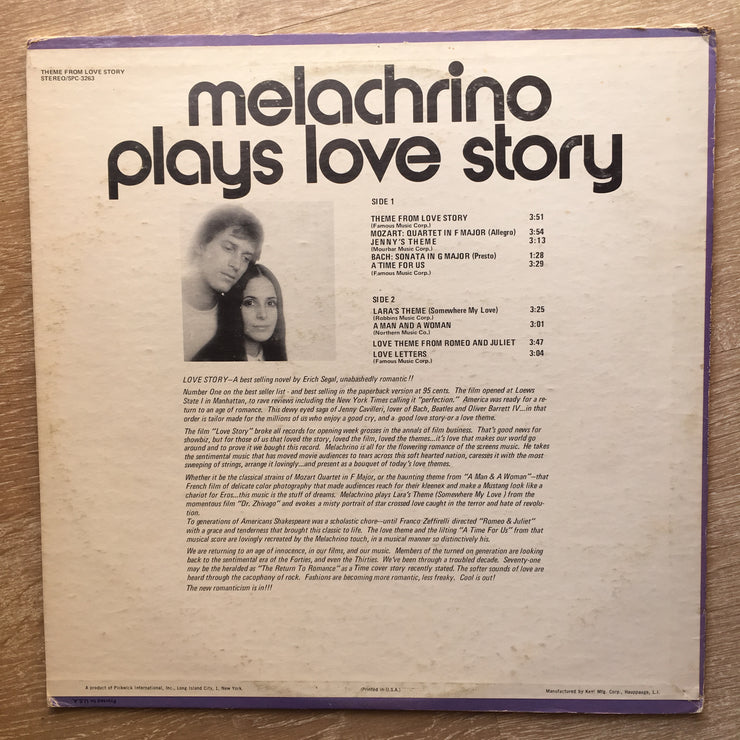 THEME FROM LOVE STORY
STEREO/SPC-3263
melachrino
plays love story
SIDE 1
THEME FROM LOVE STORY 3:51
(Famous Music Corp.)
MOZART: QUARTET IN F MAJOR (Allegro) 3:54
JENNY'S THEME 3:13
(Mourbar Music Corp.)
BACH: SONATA IN G MAJOR (Presto) 1:28
A TIME FOR US 3:29
(Famous Music Corp.)
SIDE 2
LARA'S THEME (Somewhere My Love) 3:25
(Robbins Music Corp.)
A MAN AND A WOMAN 3:01
(Northern Music Co.)
LOVE THEME FROM ROMEO AND JULIET 3:47
LOVE LETTERS 3:04
(Famous Music Corp.)
LOVE STORY—A best selling novel by Erich Segal, unabashedly romantic!!
Number One on the best seller list - and best selling in the paperback version at 95 cents. The film opened at Loews
State I in Manhattan, to rave reviews including the New York Times calling it "perfection." America was ready for a re-
turn to an age of romance. This dewy eyed saga of Jenny Cavilleri, lover of Bach, Beatles and Oliver Barrett IV...in that
order is tailor made for the millions of us who enjoy a good cry, and a good love story-or a love theme.
The film "Love Story" broke all records for opening week grosses in the annals of film business. That's good news for
showbiz, but for those of us that loved the story, loved the film, loved the themes...it's love that makes our world go
around and to prove it we bought this record. Melachrino is all for the flowering romance of the screens music. He takes
the sentimental music that has moved movie audiences to tears across this soft hearted nation, caresses it with the most
sweeping of strings, arrange it lovingly...and present as a bouquet of today's love themes.
Whether it be the classical strains of Mozart Quartet in F Major, or the haunting theme from "A Man & A Woman"—that
French film of delicate color photography that made audiences reach for their kleenex and make a Mustang look like a
chariot for Eros...this music is the stuff of dreams. Melachrino plays Lara's Theme (Somewhere My Love) from the
momentous film "Dr. Zhivago" and evokes a misty portrait of star crossed love caught in the terror and hate of revolu-
tion.
To generations of Americans Shakespeare was a scholastic chore—until Franco Zeffirelli directed "Romeo & Juliet"
with a grace and tenderness that brought this classic to life. The love theme and the lilting "A Time For Us" from that
musical score are lovingly recreated by the Melachrino touch, in a musical manner so distinctively his.
We are returning to an age of innocence, in our films, and our music. Members of the turned on generation are looking
back to the sentimental era of the Forties, and even the Thirties. We've been through a troubled decade. Seventy-one
may be the heralded as "The Return To Romance" as a Time cover story recently stated. The softer sounds of love are
heard through the cacophony of rock. Fashions are becoming more romantic, less freaky. Cool is out!
The new romanticism is in!!!
A product of Pickwick International, Inc., Long Island City, L.I. New York. (Printed in U.S.A.) Manufactured by Keel Mfg. Corp., Hauppauge, L.I.
Printed in U.S.A.